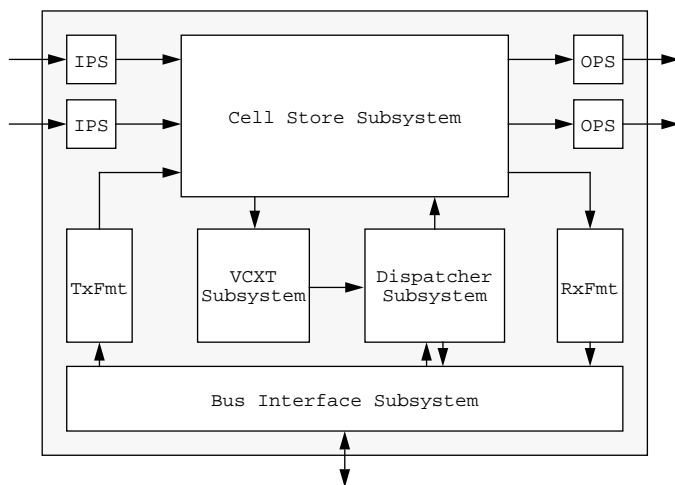 IPS
OPS
IPS
OPS
Cell Store Subsystem
TxFmt
VCXT
Subsystem
Dispatcher
Subsystem
RxFmt
Bus Interface Subsystem